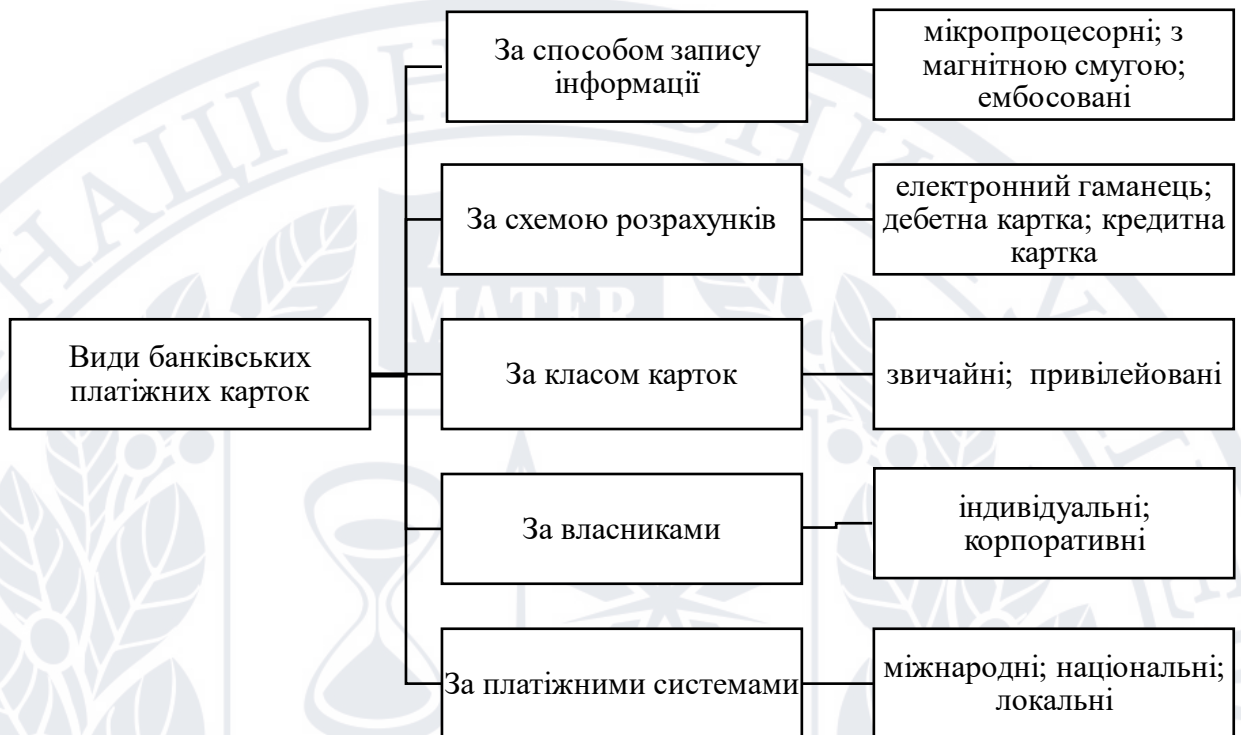 За способом запису
інформації
мікропроцесорні; з
магнітною смугою;
ембосовані
За схемою розрахунків
електронний гаманець;
дебетна картка; кредитна
картка
Види банківських
платіжних карток
За класом карток
звичайні; привілейовані
За власниками
індивідуальні;
корпоративні
За платіжними системами
міжнародні; національні;
локальні